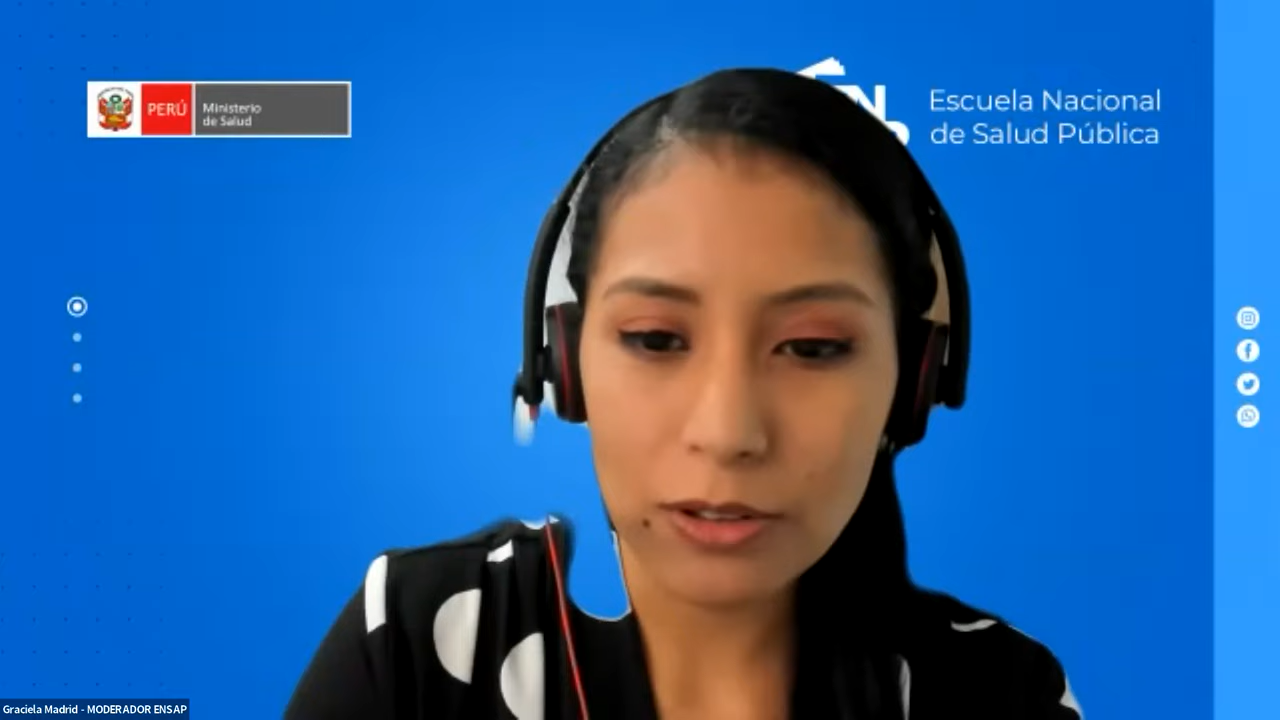 PERÚ
Ministerio
de Salud
Escuela Nacional
de Salud Pública
Graciela Madrid - MODERADOR ENSAP